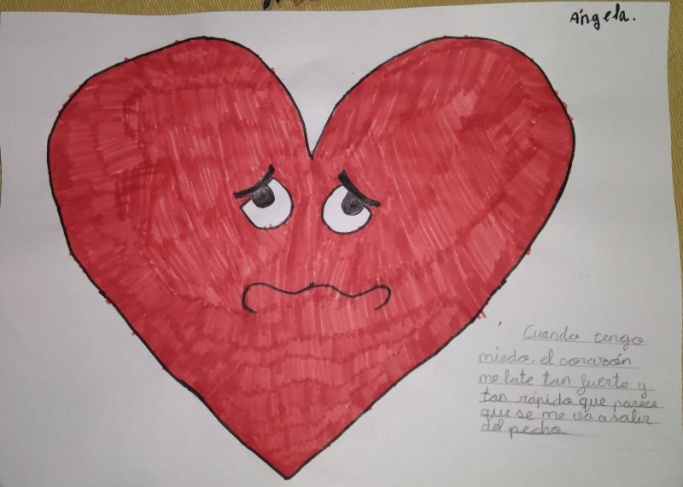 Ángela.
Cuando tengo
miedo, el corazón
me late tan fuerte y
tan rápido que parece
que se me va a salir
del pecho